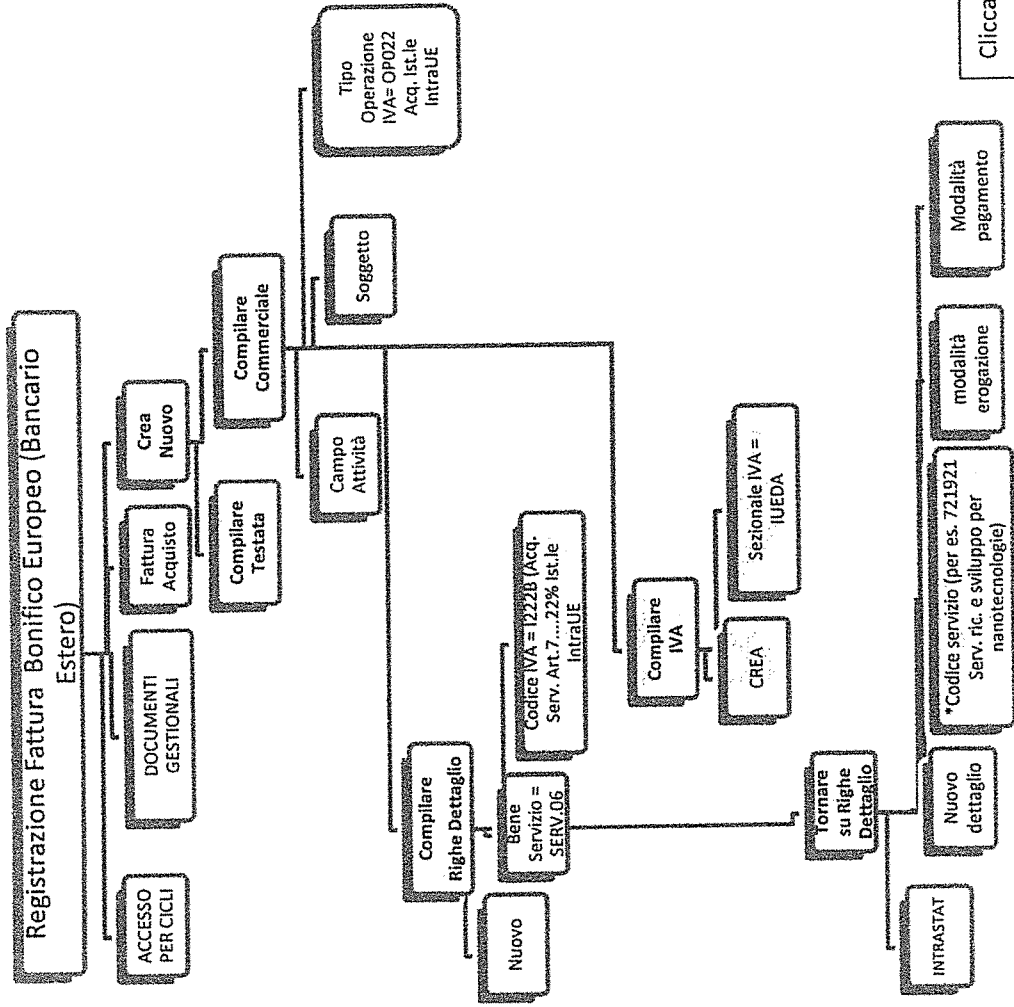 Registrazione Fattura Bonifico Europeo (Bancario
Estero)
ACCESSO
PER CICLI
DOCUMENTI
GESTIONALI
Fattura
Acquisto
Crea
Nuovo
Compilare
Testata
Compilare
Commerciale
Campo
Attività
Soggetto
Tipo
Operazione
IVA= OP022
Acq. Ist.le
IntraUE
Compilare
Righe Dettaglio
Nuovo
Bene
Servizio =
SERV.06
Codice IVA = I222B (Acq.
Serv. Art.7....22% Ist.le
IntraUE
Compilare
IVA
CREA
Sezionale IVA =
IUEDA
Tornare
su Righe
Dettaglio
INTRASTAT
Nuovo
dettaglio
*Codice servizio (per es. 721921
Serv. ric. e sviluppo per
nanotecnologie)
modalità
erogazione
Modalità
pagamento
Clicca